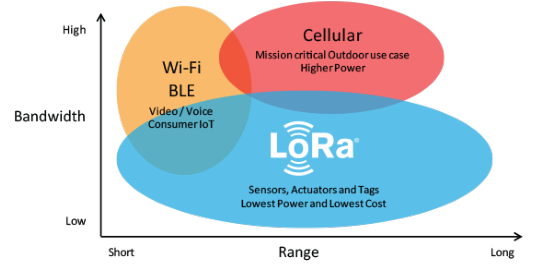 High
Bandwidth
Low
Wi-Fi
BLE
Video / Voice
Consumer IoT
Cellular
Mission critical Outdoor use case
Higher Power
LoRa®
Sensors, Actuators and Tags
Lowest Power and Lowest Cost
Short
Range
Long